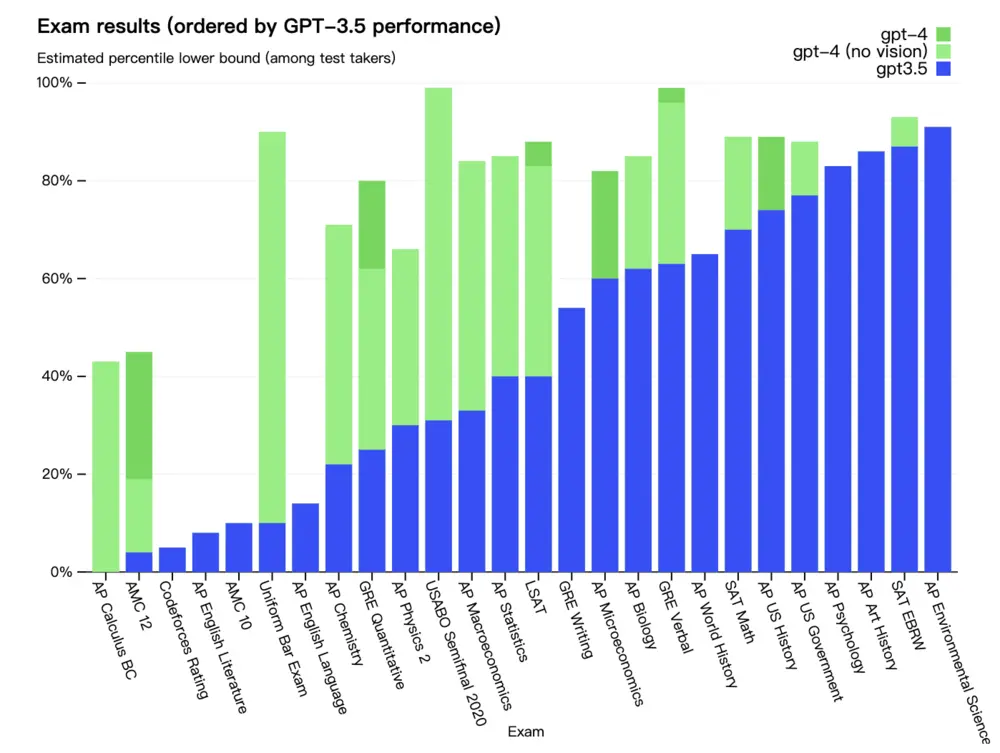 Exam results (ordered by GPT–3.5 performance)
Estimated percentile lower bound (among test takers)
gpt–4
gpt–4 (no vision)
gpt3.5
100%
80%
60%
40%
20%
0%
AP Calculus BC
AMC 12
Codeforces Rating
AP English Literature
AMC 10
Uniform Bar Exam
AP English Language
AP Chemistry
GRE Quantitative
AP Physics 2
USABO Semifinal 2020
AP Macroeconomics
AP Statistics
LSAT
GRE Writing
AP Microeconomics
AP Biology
GRE Verbal
AP World History
SAT Math
AP US History
AP US Government
AP Psychology
AP Art History
SAT EBRW
AP Environmental Science
Exam